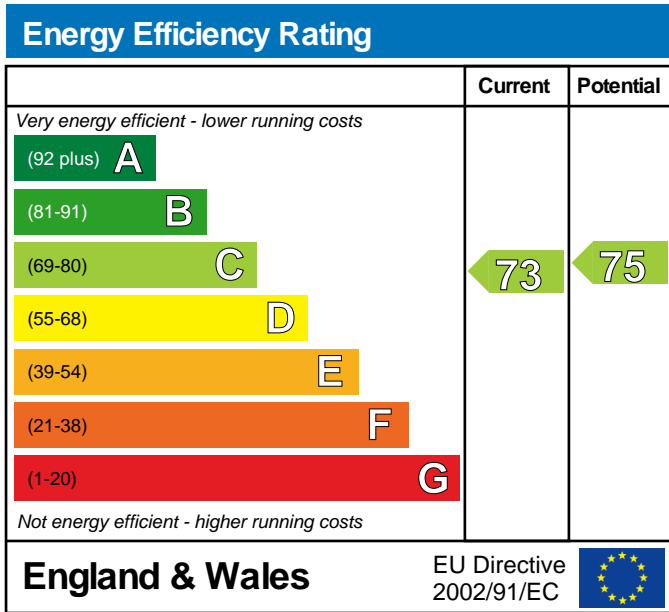 Energy Efficiency Rating
Current Potential
Very energy efficient - lower running costs
(92 plus) A
(81-91) B
(69-80) C 73 75
(55-68) D
(39-54) E
(21-38) F
(1-20) G
Not energy efficient - higher running costs
England & Wales
EU Directive
2002/91/EC